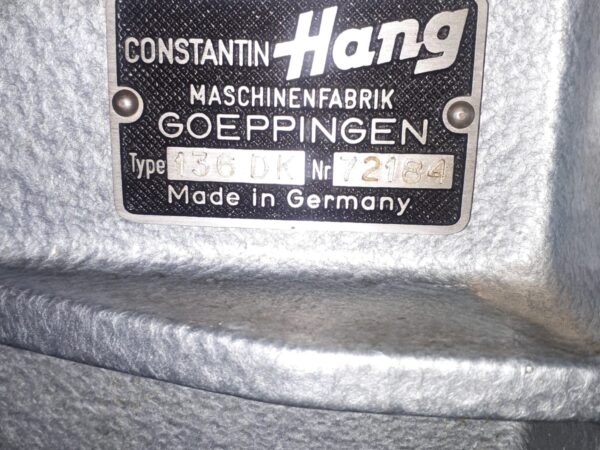 CONSTANTIN Hang
MASCHINENFABRIK
GOEPPINGEN
Type 136 DK Nr 72184
Made in Germany.